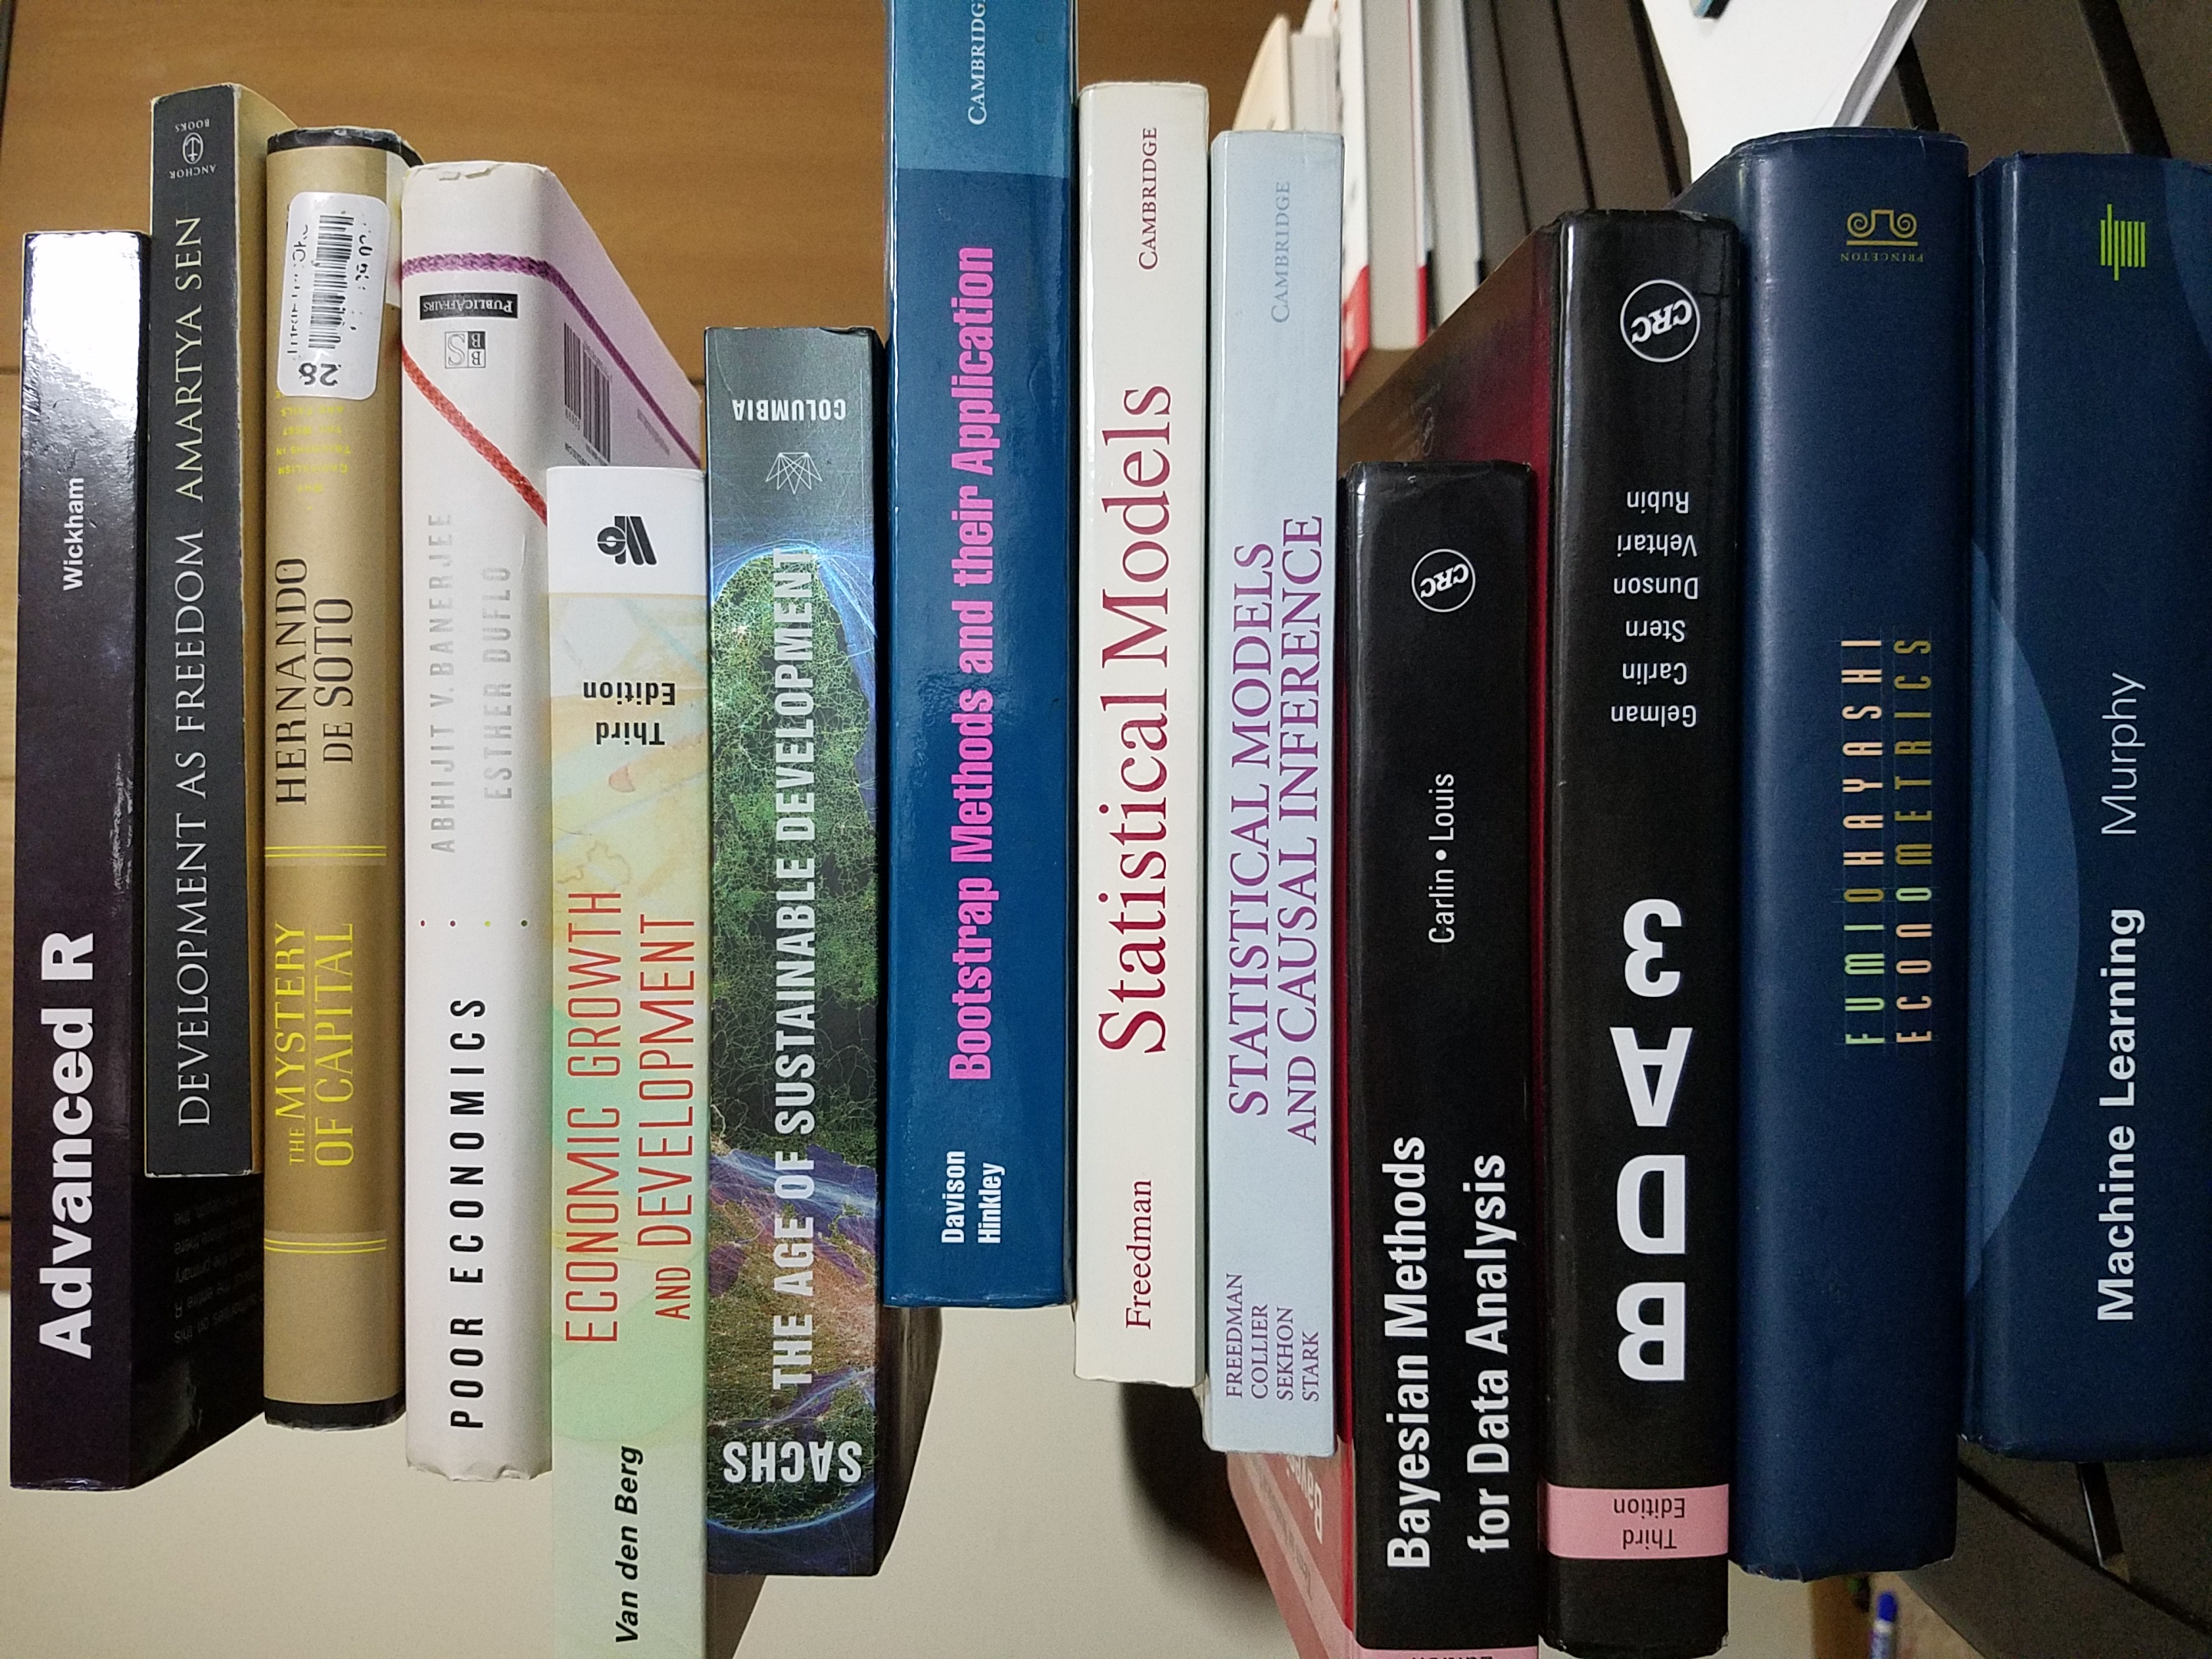 Advanced R
Wickham
DEVELOPMENT AS FREEDOM AMARTYA SEN
ANCHOR
BOOKS
THE MYSTERY
OF CAPITAL
HERNANDO
DE SOTO
28
POOR ECONOMICS
ABHIJIT V. BANERJEE
ESTHER DUFLO
BBS
PUBLICAFFAIRS
Van den Berg
ECONOMIC GROWTH
AND DEVELOPMENT
Third
Edition
SACHS
THE AGE OF SUSTAINABLE DEVELOPMENT
COLUMBIA
Davison
Hinkley
Bootstrap Methods and their Application
CAMBRIDGE
Freedman
Statistical Models
CAMBRIDGE
FREEDMAN
COLLIER
SEKHON
STARK
STATISTICAL MODELS
AND CAUSAL INFERENCE
CAMBRIDGE
Bayesian Methods
for Data Analysis
Carlin • Louis
CRC
Third
Edition
BDA3
Gelman
Carlin
Stern
Dunson
Vehtari
Rubin
CRC
FUMIO HAYASHI
ECONOMETRICS
PRINCETON
Machine Learning
Murphy